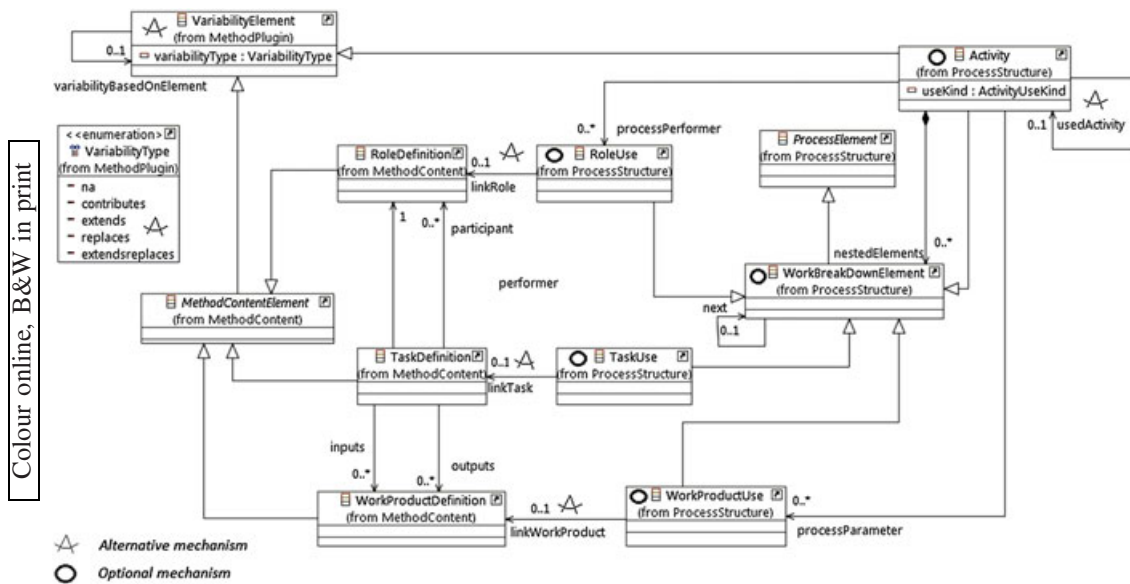 Colour online, B&W in print
VariabilityElement
(from MethodPlugin)
variabilityType : VariabilityType
0..1
variabilityBasedOnElement
<<enumeration>>
VariabilityType
(from MethodPlugin)
na
contributes
extends
replaces
extendsreplaces
Activity
(from ProcessStructure)
useKind : ActivityUseKind
0..1
usedActivity
0..*
processPerformer
RoleDefinition
(from MethodContent)
0..1
linkRole
RoleUse
(from ProcessStructure)
ProcessElement
(from ProcessStructure)
1
0..*
participant
performer
nestedElements
0..*
WorkBreakDownElement
(from ProcessStructure)
next
0..1
MethodContentElement
(from MethodContent)
TaskDefinition
(from MethodContent)
0..1
linkTask
TaskUse
(from ProcessStructure)
inputs
0..*
outputs
0..*
WorkProductDefinition
(from MethodContent)
0..1
linkWorkProduct
WorkProductUse
(from ProcessStructure)
0..*
processParameter
Alternative mechanism
Optional mechanism